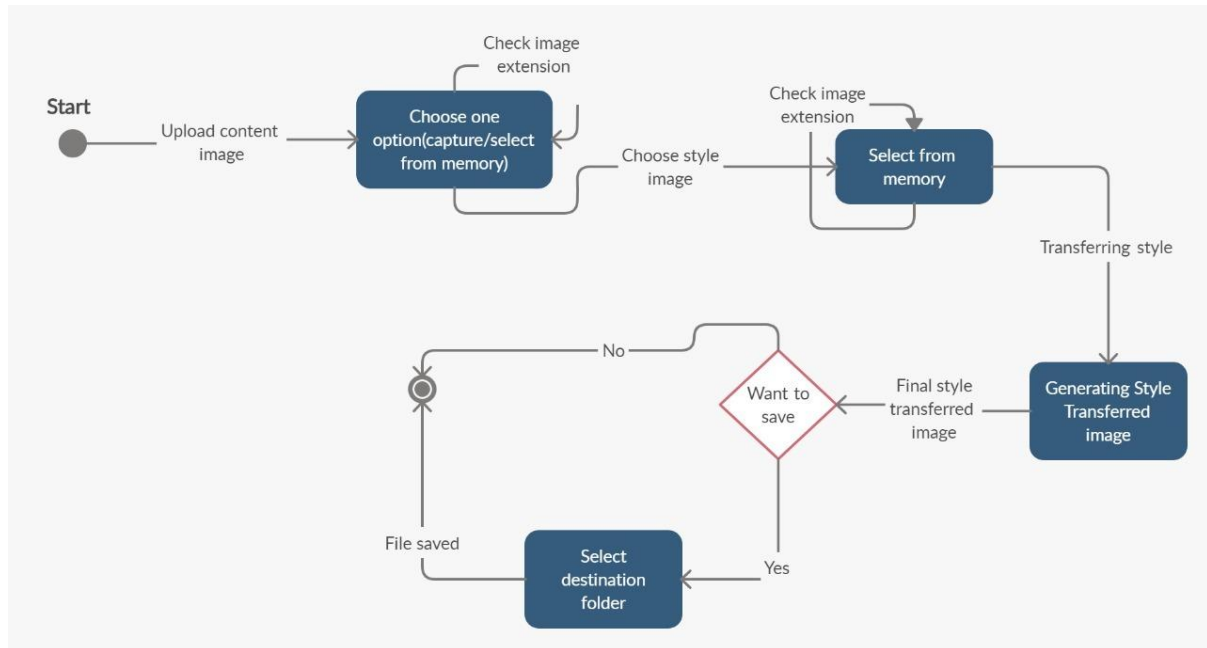 Start
Upload content
image
Check image
extension
Choose one
option(capture/select
from memory)
Choose style
image
Check image
extension
Select from
memory
Transferring style
Generating Style
Transferred
image
Final style
transferred
image
Want to
save
No
Yes
Select
destination
folder
File saved